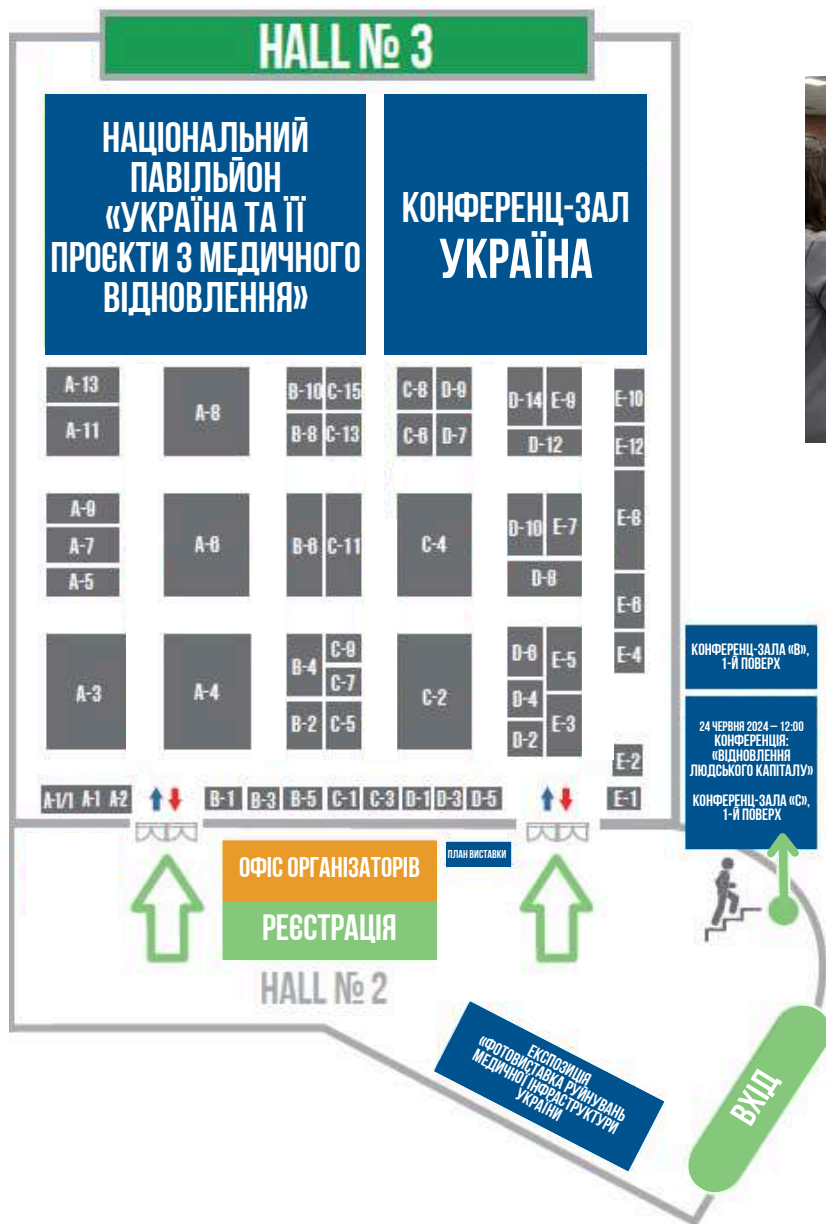 HALL № 3
НАЦІОНАЛЬНИЙ
ПАВІЛЬЙОН
«УКРАЇНА ТА ЇЇ
ПРОЄКТИ З МЕДИЧНОГО
ВІДНОВЛЕННЯ»
КОНФЕРЕНЦ-ЗАЛ
УКРАЇНА
A-13
A-11
A-8
B-10 C-15
B-8 C-13
C-8 D-9
C-6 D-7
D-14 E-9
D-12
E-10
E-12
A-9
A-7
A-5
A-6
B-6 C-11
C-4
D-10 E-7
D-8
E-8
E-6
A-3
A-4
B-4
C-9
C-7
B-2 C-5
C-2
D-6
E-5
D-4
E-3
D-2
E-4
E-2
A-1/1 A-1 A-2
B-1 B-3 B-5 C-1 C-3 D-1 D-3 D-5
E-1
КОНФЕРЕНЦ-ЗАЛА «В»,
1-Й ПОВЕРХ
24 ЧЕРВНЯ 2024 – 12:00
КОНФЕРЕНЦІЯ:
«ВІДНОВЛЕННЯ
ЛЮДСЬКОГО КАПІТАЛУ»
КОНФЕРЕНЦ-ЗАЛА «С»,
1-Й ПОВЕРХ
ОФІС ОРГАНІЗАТОРІВ
ПЛАН ВИСТАВКИ
РЕЄСТРАЦІЯ
HALL № 2
ЕКСПОЗИЦІЯ
«ФОТОВИСТАВКА РУЙНУВАНЬ
МЕДИЧНОЇ ІНФРАСТРУКТУРИ
УКРАЇНИ
ВХІД